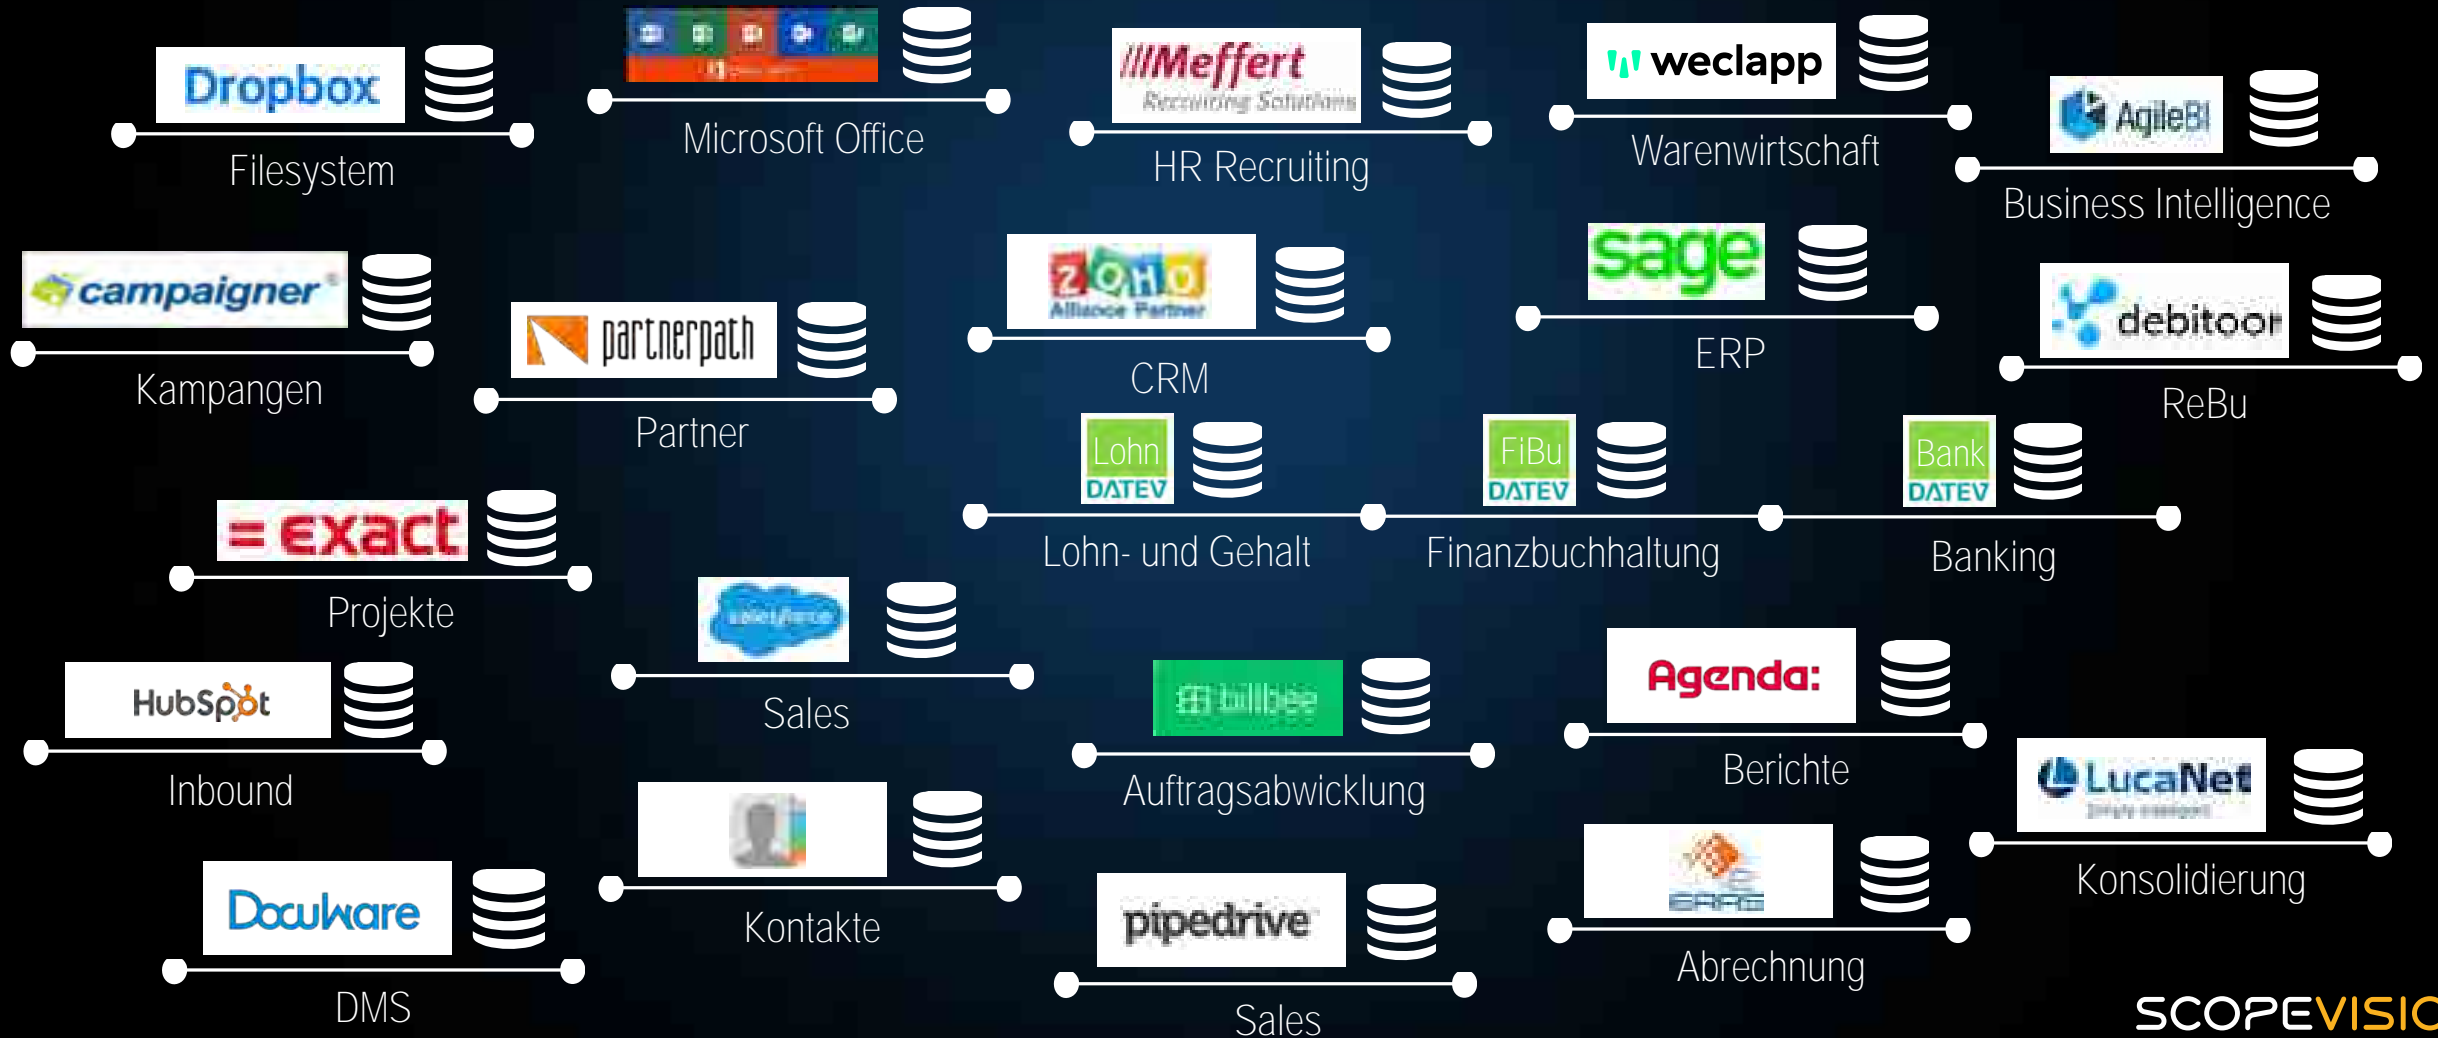 Dropbox
Filesystem
Microsoft Office
///Meffert
Recruiting Solutions
HR Recruiting
weclapp
Warenwirtschaft
AgileBI
Business Intelligence
campaigner®
Kampangen
partnerpath
Partner
ZOHO
Alliance Partner
CRM
sage
ERP
debitoor
ReBu
Lohn
DATEV
Lohn- und Gehalt
FiBu
DATEV
Finanzbuchhaltung
Bank
DATEV
Banking
= exact
Projekte
salesforce
Sales
HubSpot
Inbound
billbee
Auftragsabwicklung
Agenda:
Berichte
LucaNet
Konsolidierung
Kontakte
DocuWare
DMS
pipedrive
Sales
Abrechnung
SCOPEVISIO